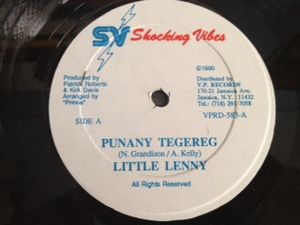 SV Shocking Vibes
©1990
Produced by
Patrick Roberts
& Kirk Davis
Arranged by
"Prince"
Distributed by
V.P. RECORDS
170-21 Jamaica Ave.
Jamaica, N.Y. 11432
Tel.: (718) 291-7058
SIDE A
VPRD-583-A
PUNANY TEGEREG
(N. Grandison / A. Kelly)
LITTLE LENNY
All Rights Reserved